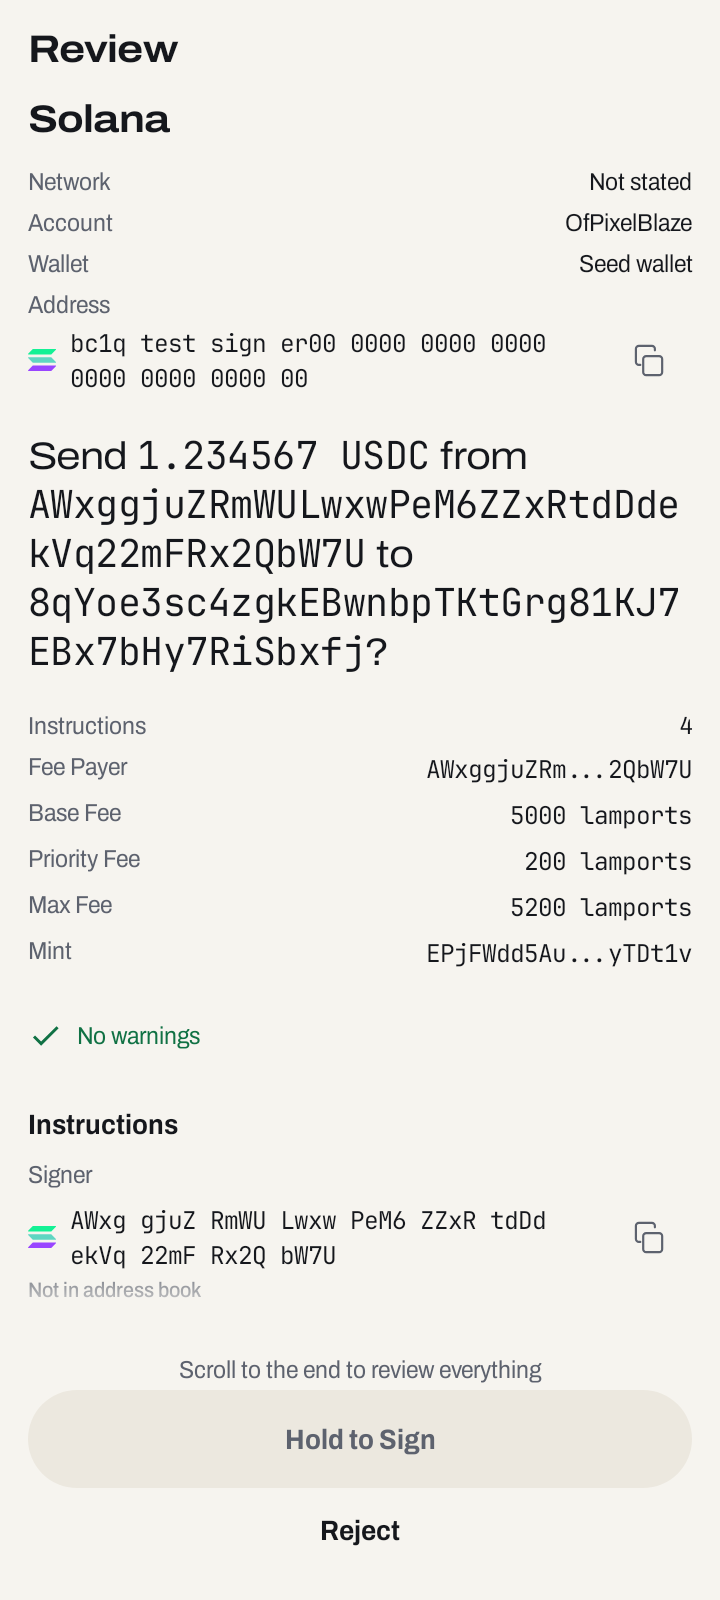 Review
Solana
Network Not stated
Account OfPixelBlaze
Wallet Seed wallet
Address
bc1q test sign er00 0000 0000 0000
0000 0000 0000 00
Send 1.234567 USDC from
AWxggjuZRmWULwxwPeM6ZZxRtdDde
kVq22mFRx2QbW7U to
8qYoe3sc4zgkEBwnbpTKtGrg81KJ7
EBx7bHy7RiSbxfj?
Instructions 4
Fee Payer AWxggjuZRm...2QbW7U
Base Fee 5000 lamports
Priority Fee 200 lamports
Max Fee 5200 lamports
Mint EPjFWdd5Au...yTDt1v
No warnings
Instructions
Signer
AWxg gjuZ RmWU Lwxw PeM6 ZZxR tdDd
ekVq 22mF Rx2Q bW7U
Not in address book
Scroll to the end to review everything
Hold to Sign
Reject